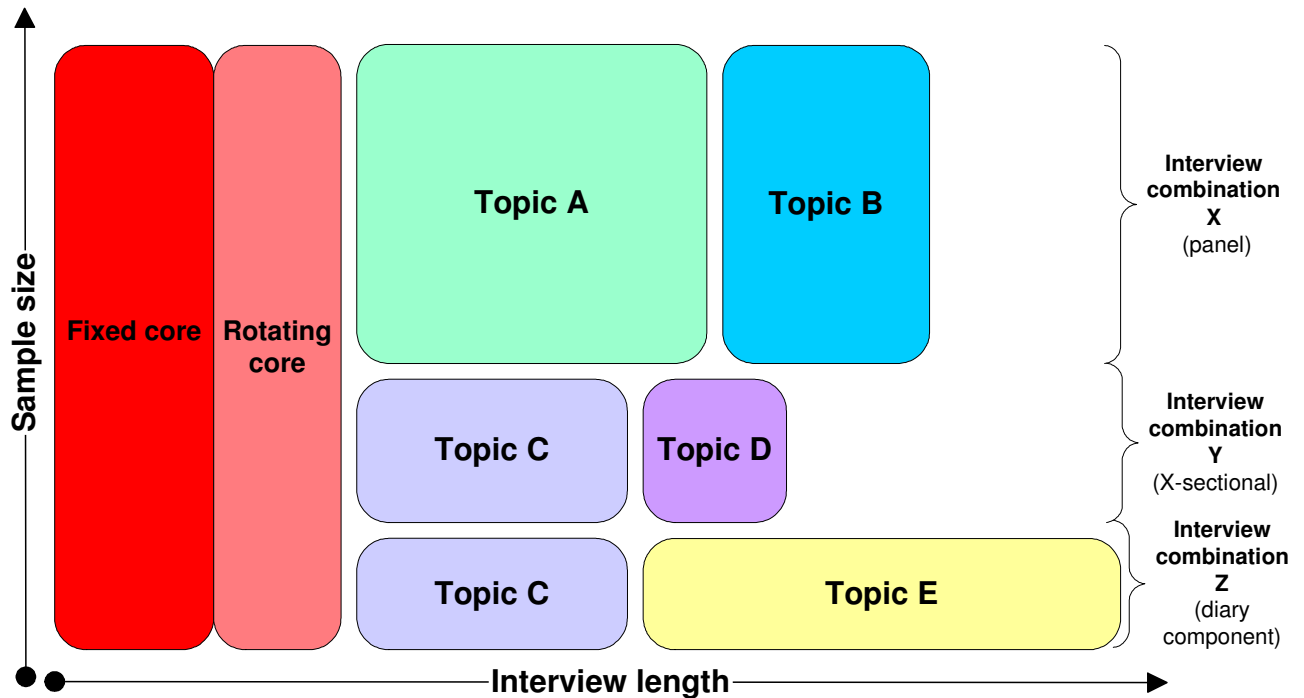 Sample size
Fixed core
Rotating
core
Topic A
Topic B
Interview
combination
X
(panel)
Topic C
Topic D
Interview
combination
Y
(X-sectional)
Topic C
Topic E
Interview
combination
Z
(diary
component)
Interview length